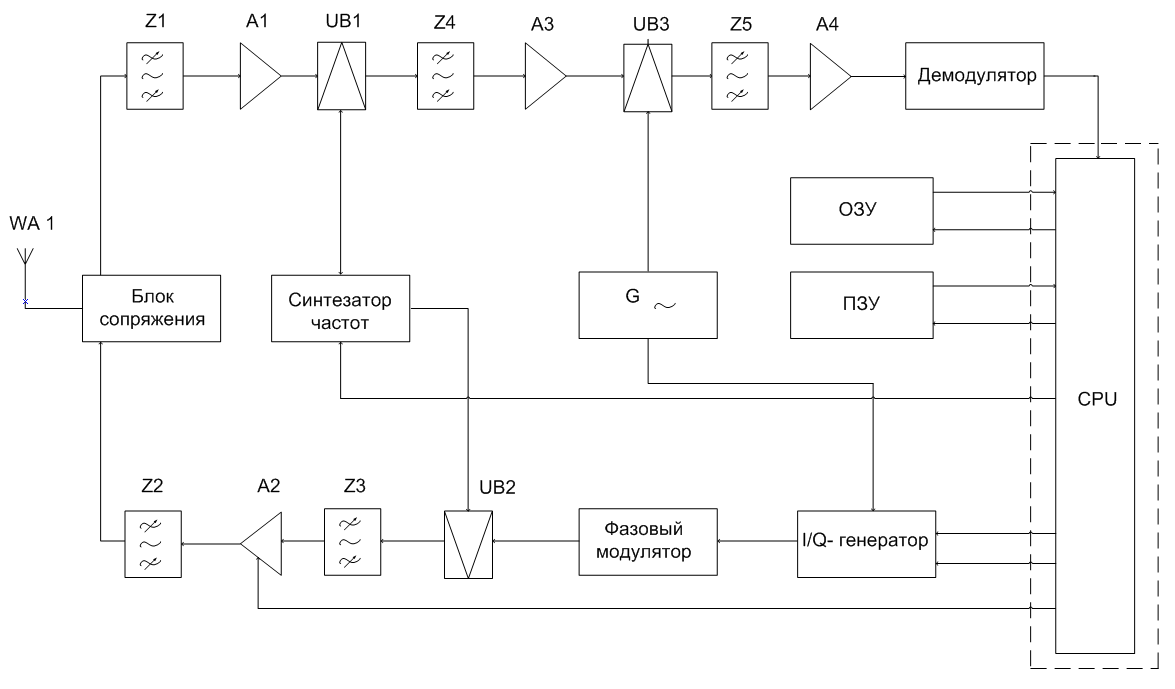 Z1
A1
UB1
Z4
A3
UB3
Z5
A4
Демодулятор
ОЗУ
WA 1
Блок
сопряжения
Синтезатор
частот
G
ПЗУ
CPU
Z2
A2
Z3
UB2
Фазовый
модулятор
I/Q- генератор